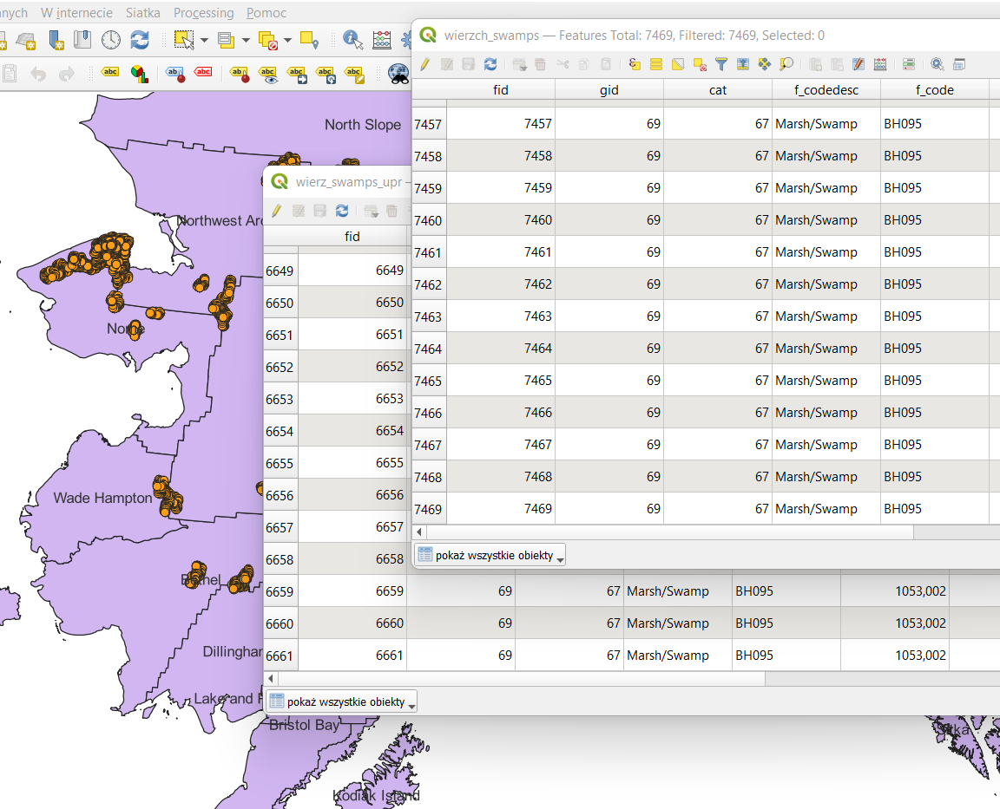 nych W internecie Siatka Processing Pomoc
abc abc abc abc abc abc abc
North Slope
Northwest Arc
Nome
Wade Hampton
Bethel
Dillingham
Lake and P
Bristol Bay
Kodiak Island
Sitka
wierz_swamps_upr —
fid
6649 6649
6650 6650
6651 6651
6652 6652
6653 6653
6654 6654
6655 6655
6656 6656
6657 6657
6658 6658
6659 6659 69 67 Marsh/Swamp BH095 1053,002
6660 6660 69 67 Marsh/Swamp BH095 1053,002
6661 6661 69 67 Marsh/Swamp BH095 1053,002
pokaż wszystkie obiekty
wierzch_swamps — Features Total: 7469, Filtered: 7469, Selected: 0
fid gid cat f_codedesc f_code
7457 7457 69 67 Marsh/Swamp BH095
7458 7458 69 67 Marsh/Swamp BH095
7459 7459 69 67 Marsh/Swamp BH095
7460 7460 69 67 Marsh/Swamp BH095
7461 7461 69 67 Marsh/Swamp BH095
7462 7462 69 67 Marsh/Swamp BH095
7463 7463 69 67 Marsh/Swamp BH095
7464 7464 69 67 Marsh/Swamp BH095
7465 7465 69 67 Marsh/Swamp BH095
7466 7466 69 67 Marsh/Swamp BH095
7467 7467 69 67 Marsh/Swamp BH095
7468 7468 69 67 Marsh/Swamp BH095
7469 7469 69 67 Marsh/Swamp BH095
pokaż wszystkie obiekty